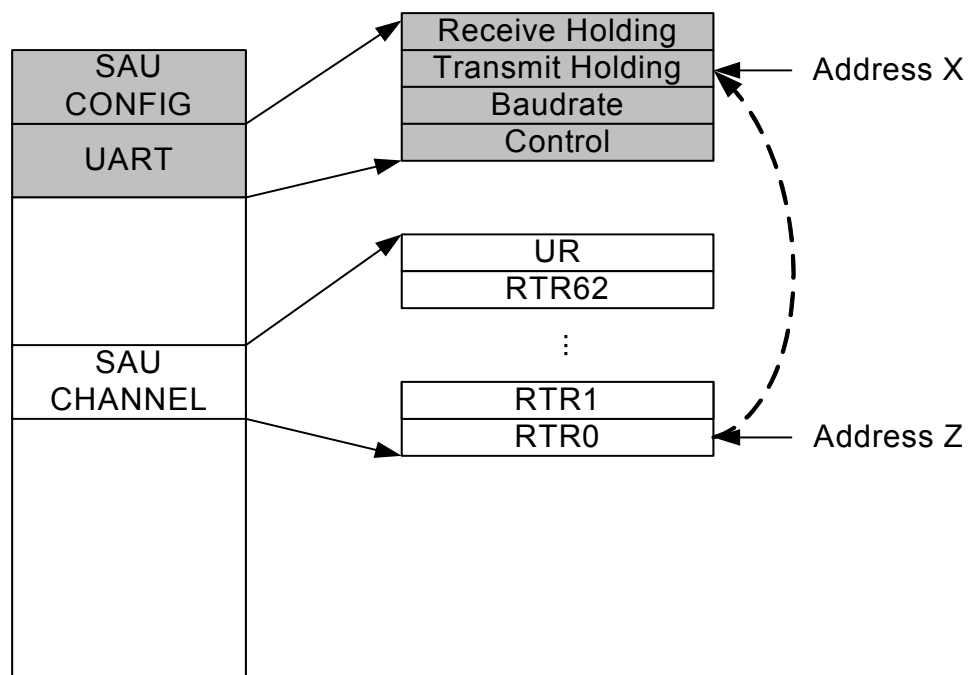 SAU
CONFIG
UART
SAU
CHANNEL
Receive Holding
Transmit Holding
Baudrate
Control
UR
RTR62
...
RTR1
RTR0
Address X
Address Z